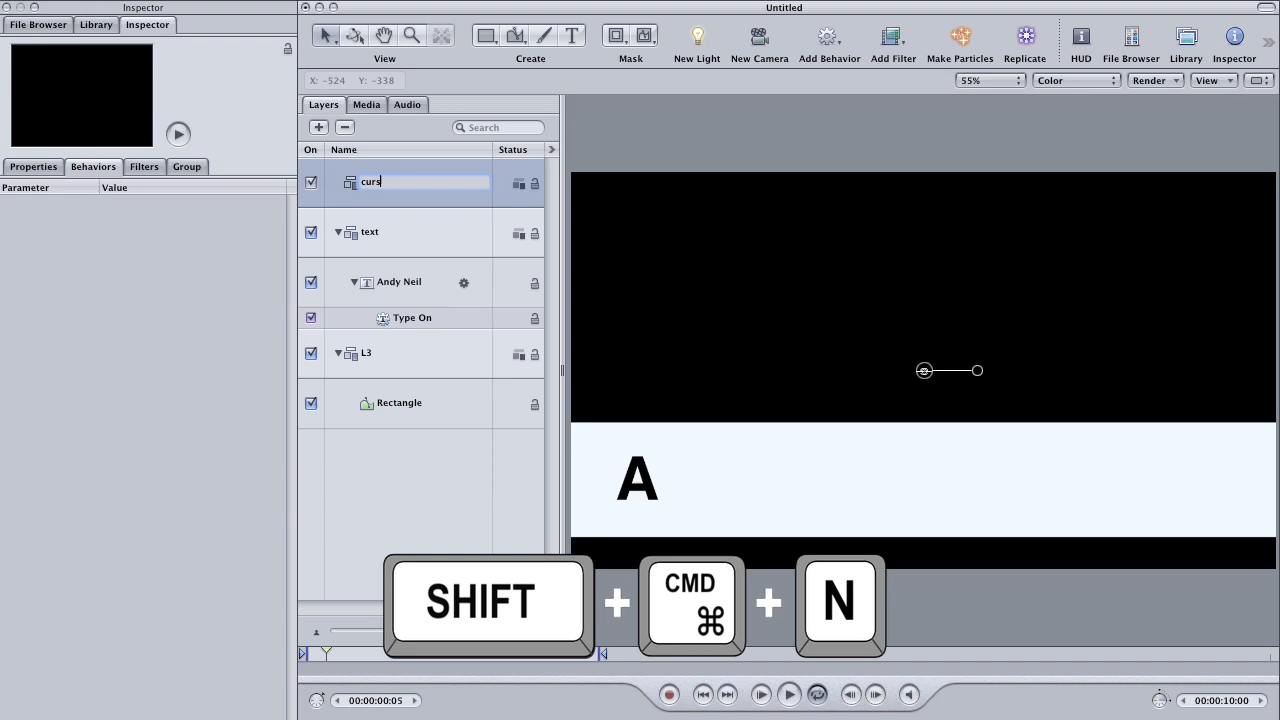 Inspector
Untitled
File Browser
Library
Inspector
View
Create
Mask
New Light
New Camera
Add Behavior
Add Filter
Make Particles
Replicate
HUD
File Browser
Library
Inspector
X: -524 Y: -338
55%
Color
Render
View
Layers
Media
Audio
Search
On
Name
Status
Properties
Behaviors
Filters
Group
Parameter
Value
curs
text
Andy Neil
Type On
L3
Rectangle
A
SHIFT + CMD ⌘ + N
00:00:00:05
00:00:10:00